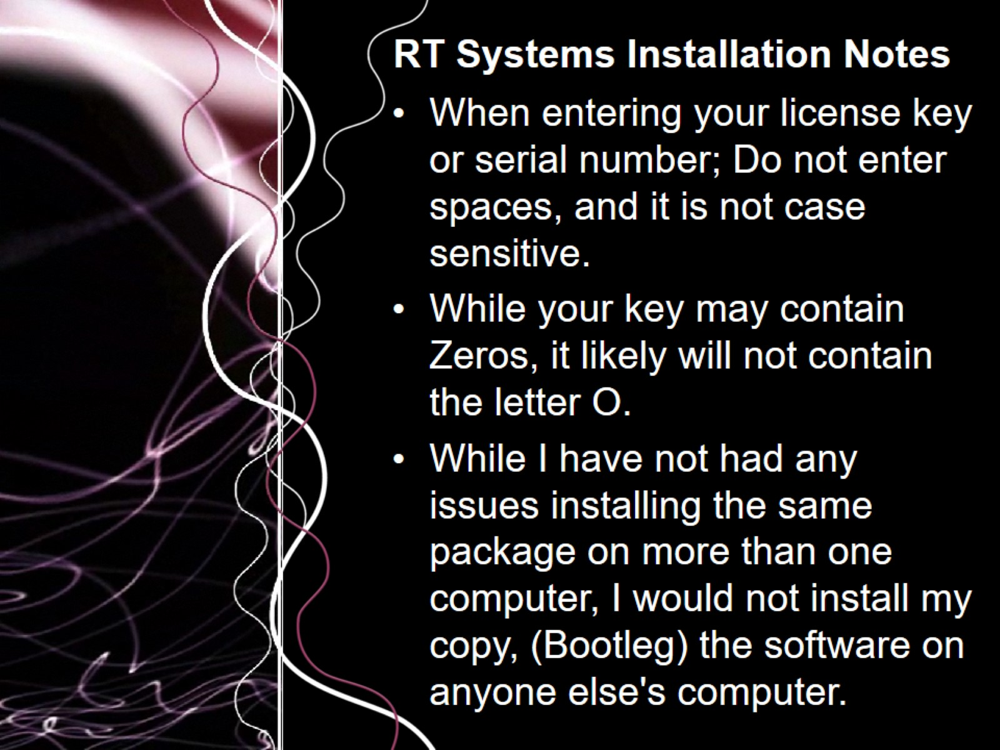 RT Systems Installation Notes
• When entering your license key
or serial number; Do not enter
spaces, and it is not case
sensitive.
• While your key may contain
Zeros, it likely will not contain
the letter O.
• While I have not had any
issues installing the same
package on more than one
computer, I would not install my
copy, (Bootleg) the software on
anyone else's computer.